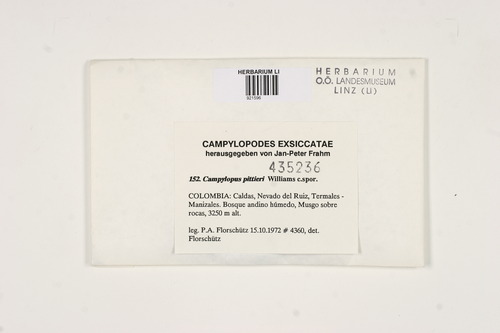 HERBARIUM LI
HERBARIUM
O.Ö. LANDESMUSEUM
LINZ (LI)
CAMPYLOPODES EXSICCATAE
herausgegeben von Jan-Peter Frahm
435236
152. Campylopus pittieri Williams c.spor.
COLOMBIA: Caldas, Nevado del Ruiz, Termales -
Manizales. Bosque andino húmedo, Musgo sobre
rocas, 3250 m alt.
leg. P.A. Florschütz 15.10.1972 # 4360, det.
Florschütz